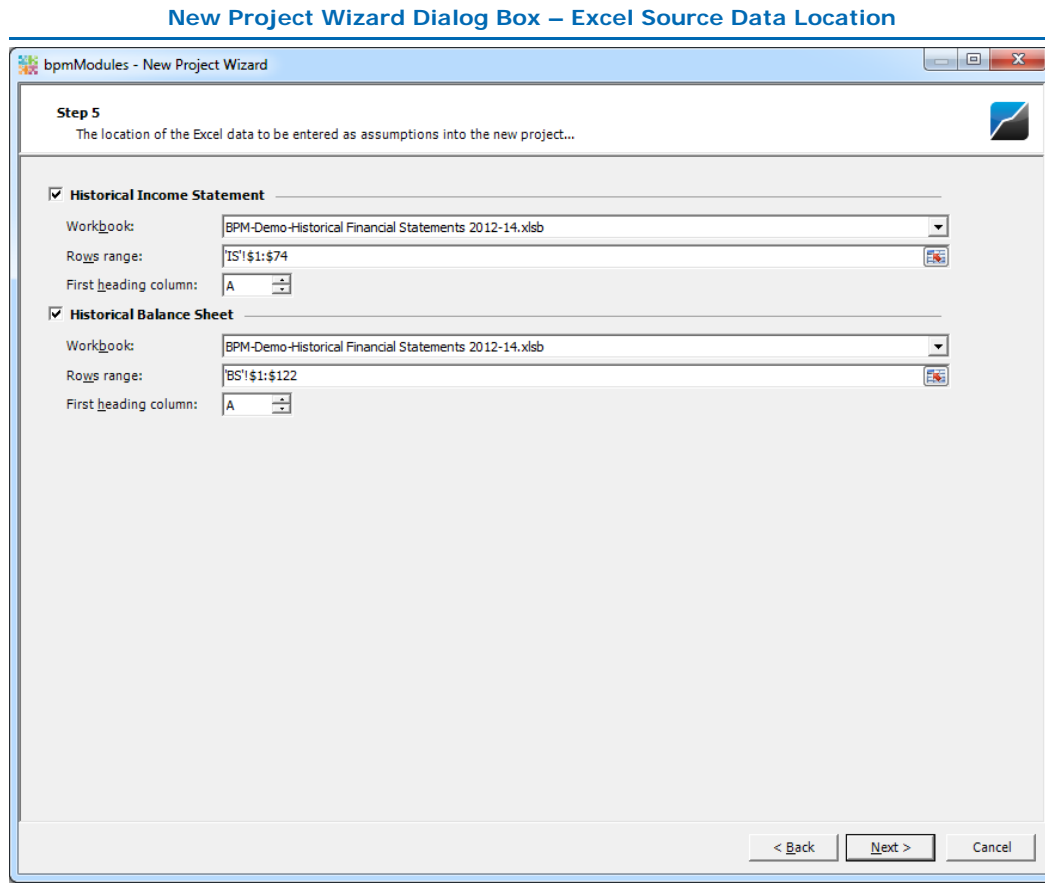 New Project Wizard Dialog Box – Excel Source Data Location
bpmModules - New Project Wizard
Step 5
The location of the Excel data to be entered as assumptions into the new project...
Historical Income Statement
Workbook: BPM-Demo-Historical Financial Statements 2012-14.xlsb
Rows range: 'IS'!$1:$74
First heading column: A
Historical Balance Sheet
Workbook: BPM-Demo-Historical Financial Statements 2012-14.xlsb
Rows range: 'BS'!$1:$122
First heading column: A
< Back Next > Cancel